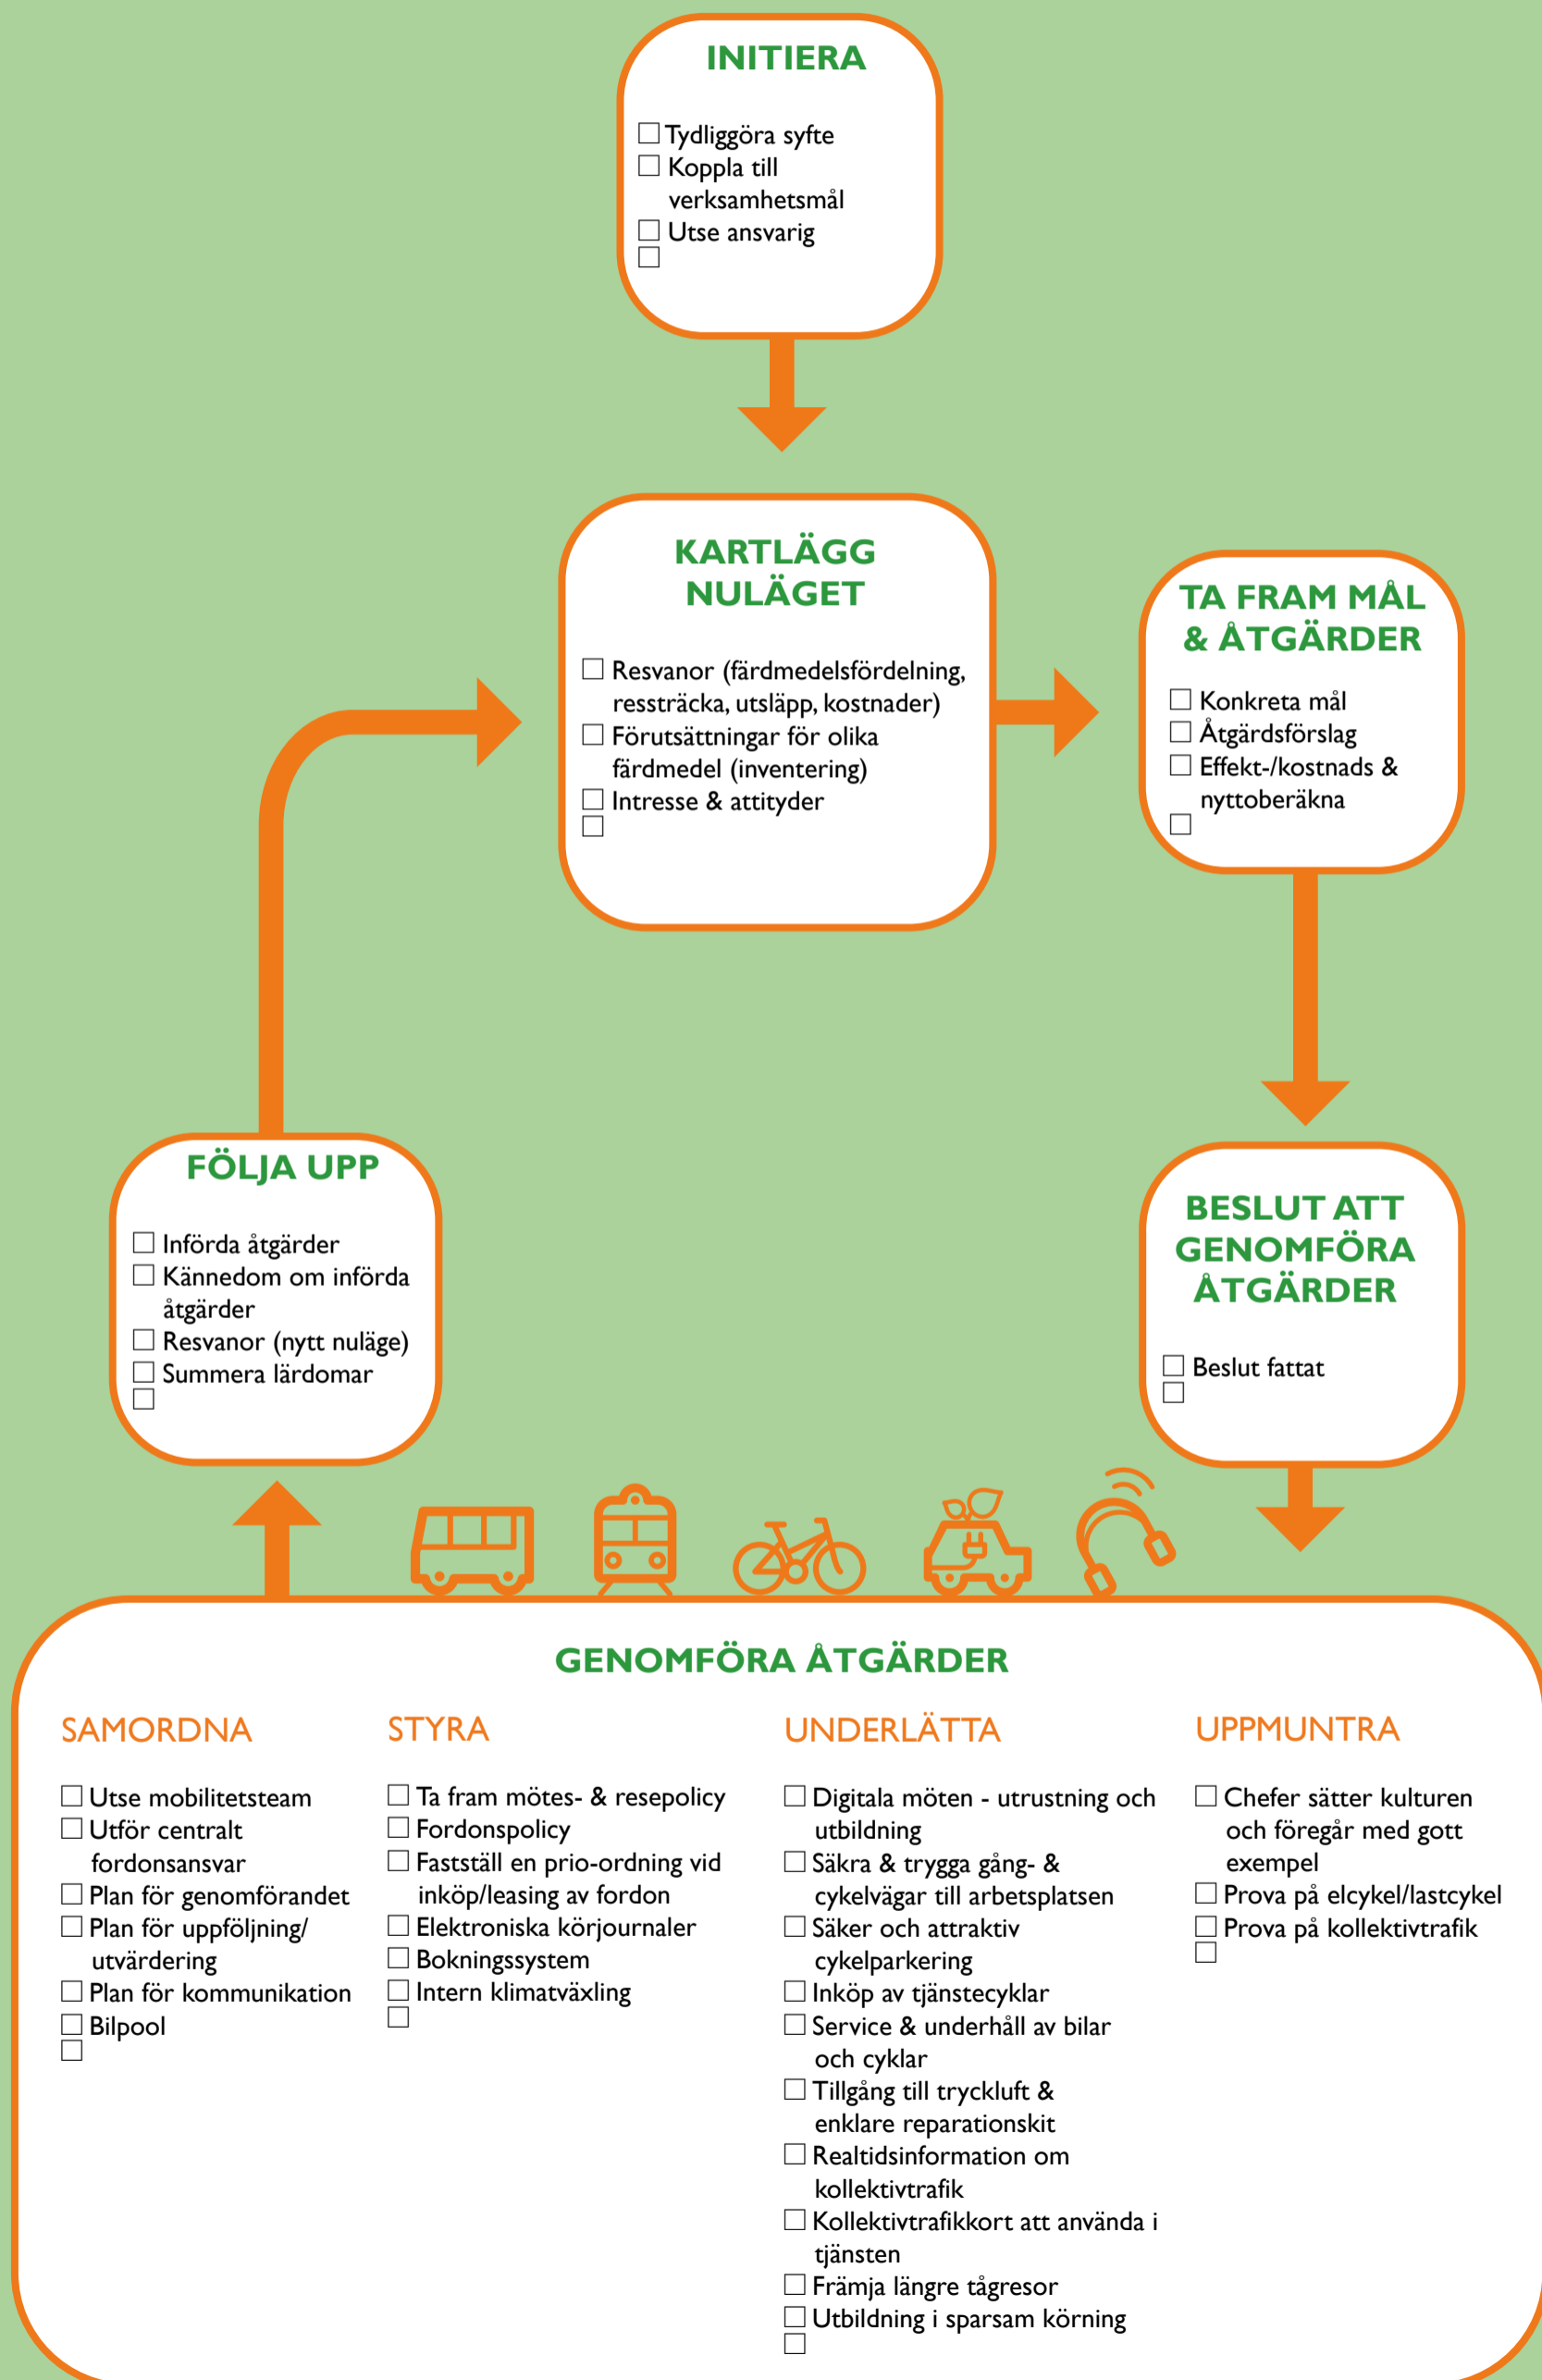 INITIERA
Tydliggöra syfte
Koppla till
verksamhetsmål
Utse ansvarig
KARTLÄGG
NULÄGET
Resvanor (färdmedelsfördelning,
ressträcka, utsläpp, kostnader)
Förutsättningar för olika
färdmedel (inventering)
Intresse & attityder
TA FRAM MÅL
& ÅTGÄRDER
Konkreta mål
Åtgärdsförslag
Effekt-/kostnads &
nyttoberäkna
BESLUT ATT
GENOMFÖRA
ÅTGÄRDER
Beslut fattat
FÖLJA UPP
Införda åtgärder
Kännedom om införda
åtgärder
Resvanor (nytt nuläge)
Summera lärdomar
GENOMFÖRA ÅTGÄRDER
SAMORDNA
Utse mobilitetsteam
Utför centralt
fordonsansvar
Plan för genomförandet
Plan för uppföljning/
utvärdering
Plan för kommunikation
Bilpool
STYRA
Ta fram mötes- & resepolicy
Fordonspolicy
Fastställ en prio-ordning vid
inköp/leasing av fordon
Elektroniska körjournaler
Bokningssystem
Intern klimatväxling
UNDERLÄTTA
Digitala möten - utrustning och
utbildning
Säkra & trygga gång- &
cykelvägar till arbetsplatsen
Säker och attraktiv
cykelparkering
Inköp av tjänstecyklar
Service & underhåll av bilar
och cyklar
Tillgång till tryckluft &
enklare reparationskit
Realtidsinformation om
kollektivtrafik
Kollektivtrafikkort att använda i
tjänsten
Främja längre tågresor
Utbildning i sparsam körning
UPPMUNTRA
Chefer sätter kulturen
och föregår med gott
exempel
Prova på elcykel/lastcykel
Prova på kollektivtrafik